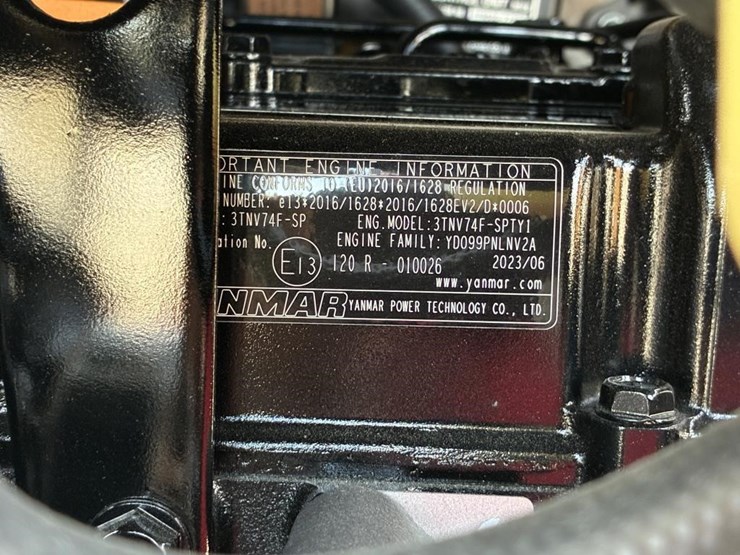 ORTANT ENGINE INFORMATION
INE CONFORMS TO (EU)2016/1628 REGULATION
NUMBER: e13*2016/1628*2016/1628EV2/D*0006
: 3TNV74F-SP ENG.MODEL: 3TNV74F-SPTY1
ation No. ENGINE FAMILY: YDO99PNLNV2A
E13 120 R - 010026 2023/06
www.yanmar.com
NMAR YANMAR POWER TECHNOLOGY CO., LTD.